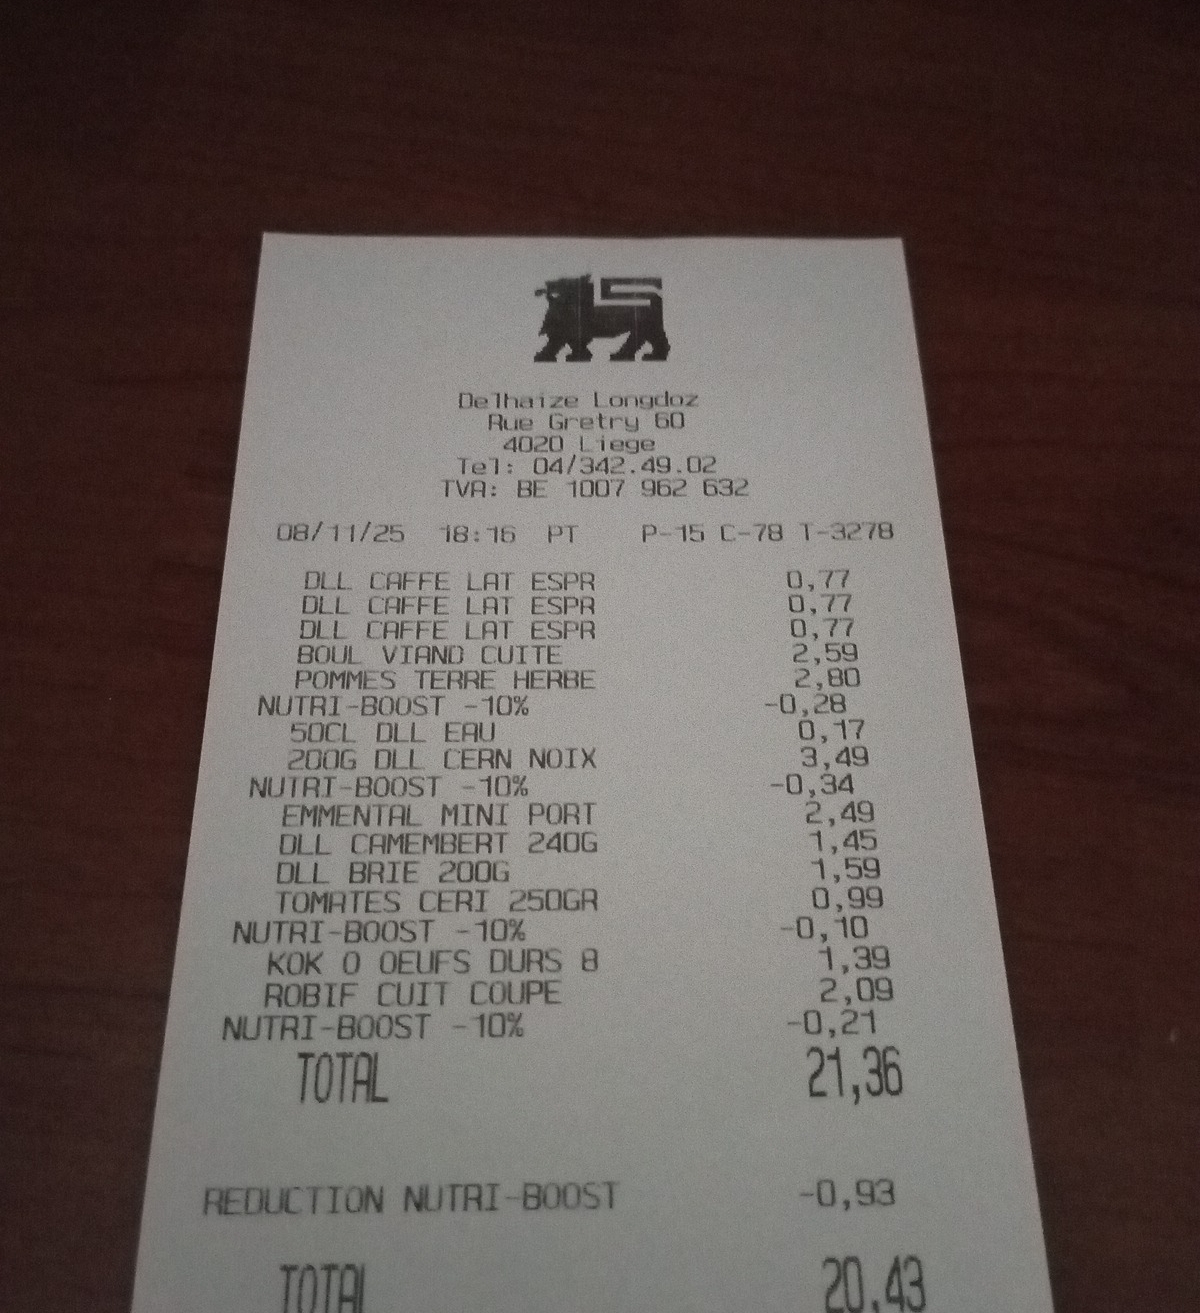 Delhaize Longdoz
Rue Gretry 60
4020 Liege
Tel: 04/342.49.02
TVA: BE 1007 962 632
08/11/25 18:16 PT P-15 C-78 T-3278
DLL CAFFE LAT ESPR 0,77
DLL CAFFE LAT ESPR 0,77
DLL CAFFE LAT ESPR 0,77
BOUL VIAND CUITE 2,59
POMMES TERRE HERBE 2,80
NUTRI-BOOST -10% -0,28
50CL DLL EAU 0,17
200G DLL CERN NOIX 3,49
NUTRI-BOOST -10% -0,34
EMMENTAL MINI PORT 2,49
DLL CAMEMBERT 240G 1,45
DLL BRIE 200G 1,59
TOMATES CERI 250GR 0,99
NUTRI-BOOST -10% -0,10
KOK O OEUFS DURS 8 1,39
ROBIF CUIT COUPE 2,09
NUTRI-BOOST -10% -0,21
TOTAL 21,36
REDUCTION NUTRI-BOOST -0,93
TOTAL 20,43